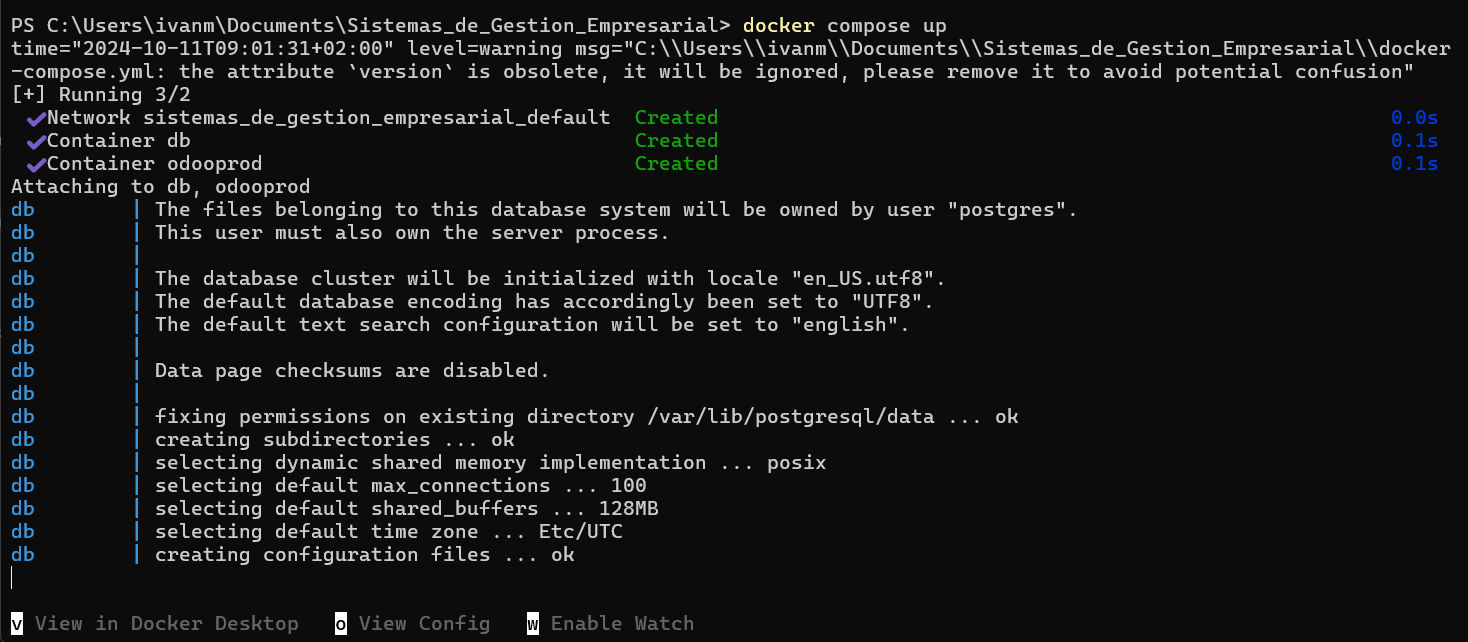 PS C:\Users\ivanm\Documents\Sistemas_de_Gestion_Empresarial> docker compose up
time="2024-10-11T09:01:31+02:00" level=warning msg="C:\\Users\\ivanm\\Documents\\Sistemas_de_Gestion_Empresarial\\docker
-compose.yml: the attribute `version` is obsolete, it will be ignored, please remove it to avoid potential confusion"
[+] Running 3/2
✔Network sistemas_de_gestion_empresarial_default  Created  0.0s
✔Container db  Created  0.1s
✔Container odooprod  Created  0.1s
Attaching to db, odooprod
db        | The files belonging to this database system will be owned by user "postgres".
db        | This user must also own the server process.
db        |
db        | The database cluster will be initialized with locale "en_US.utf8".
db        | The default database encoding has accordingly been set to "UTF8".
db        | The default text search configuration will be set to "english".
db        |
db        | Data page checksums are disabled.
db        |
db        | fixing permissions on existing directory /var/lib/postgresql/data ... ok
db        | creating subdirectories ... ok
db        | selecting dynamic shared memory implementation ... posix
db        | selecting default max_connections ... 100
db        | selecting default shared_buffers ... 128MB
db        | selecting default time zone ... Etc/UTC
db        | creating configuration files ... ok
v View in Docker Desktop   o View Config   w Enable Watch